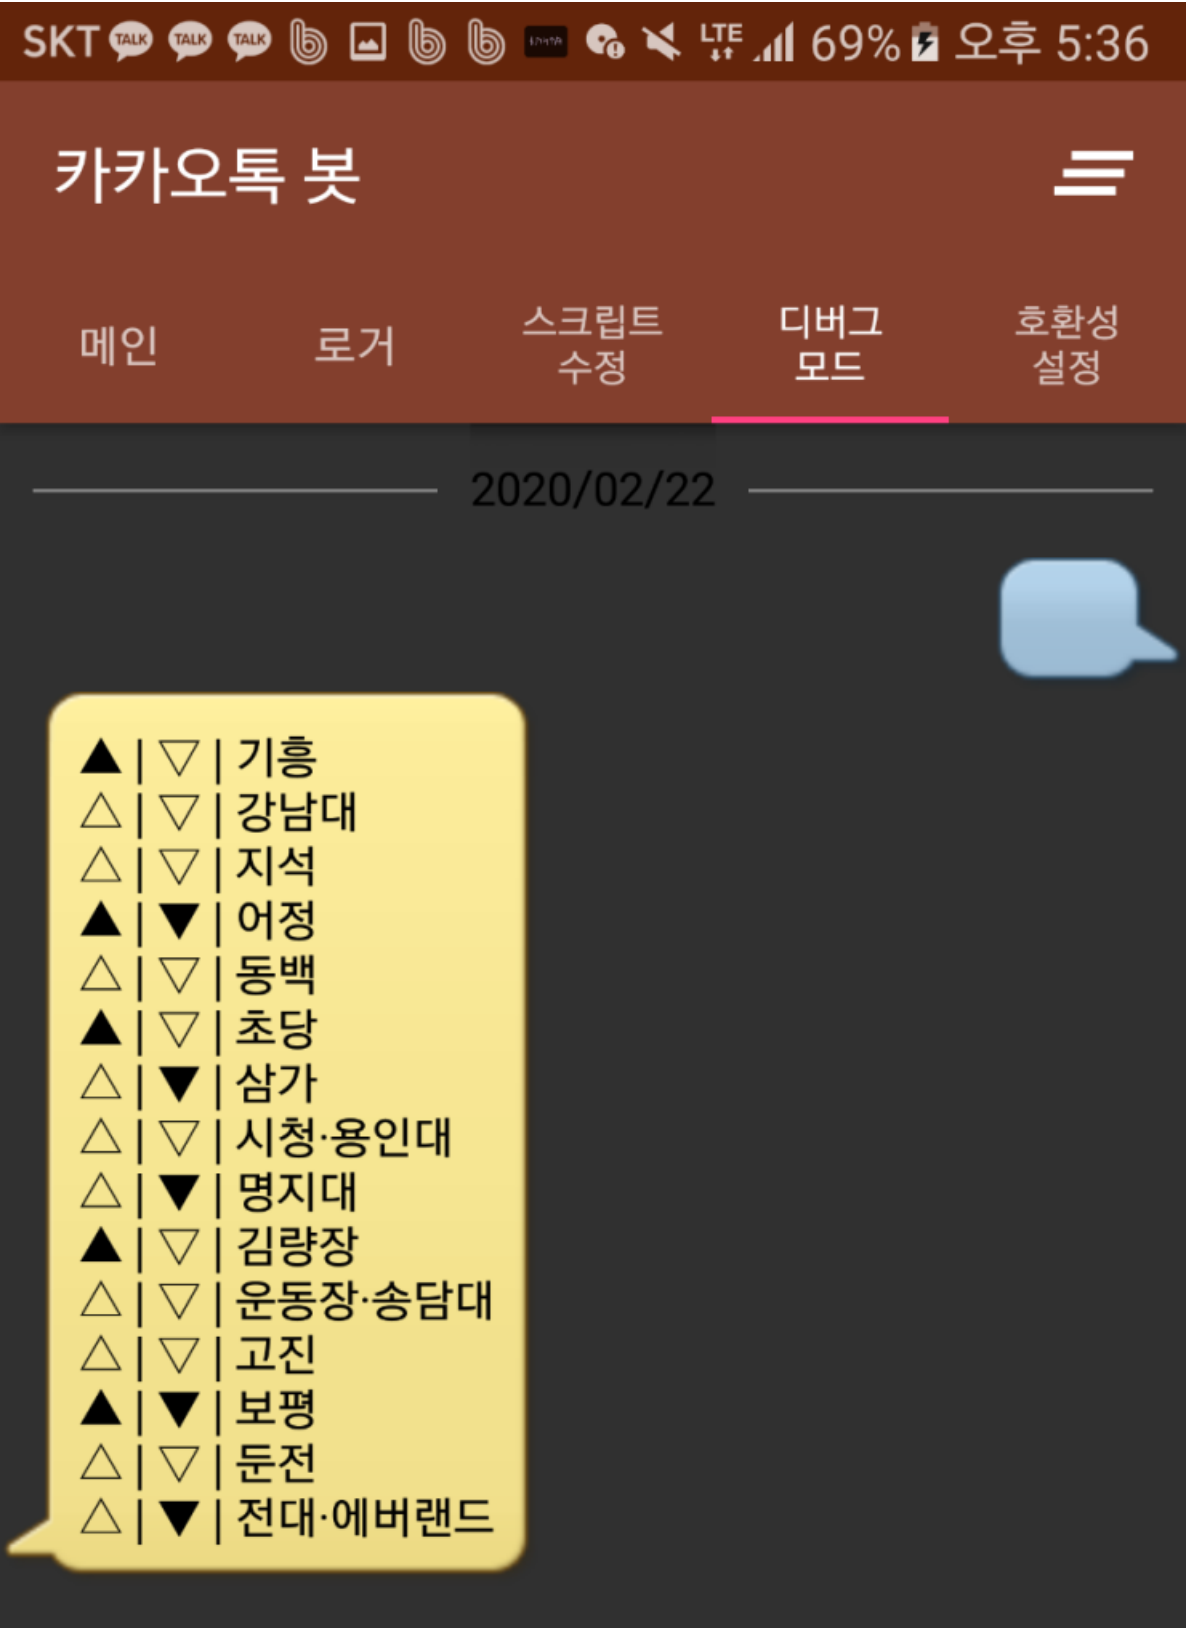 SKT TALK TALK TALK LTE 69% 오후 5:36
카카오톡 봇
메인
로거
스크립트
수정
디버그
모드
호환성
설정
2020/02/22
▲ | ▽ | 기흥
△ | ▽ | 강남대
△ | ▽ | 지석
▲ | ▼ | 어정
△ | ▽ | 동백
▲ | ▽ | 초당
△ | ▼ | 삼가
△ | ▽ | 시청·용인대
△ | ▼ | 명지대
▲ | ▽ | 김량장
△ | ▽ | 운동장·송담대
△ | ▽ | 고진
▲ | ▼ | 보평
△ | ▽ | 둔전
△ | ▼ | 전대·에버랜드